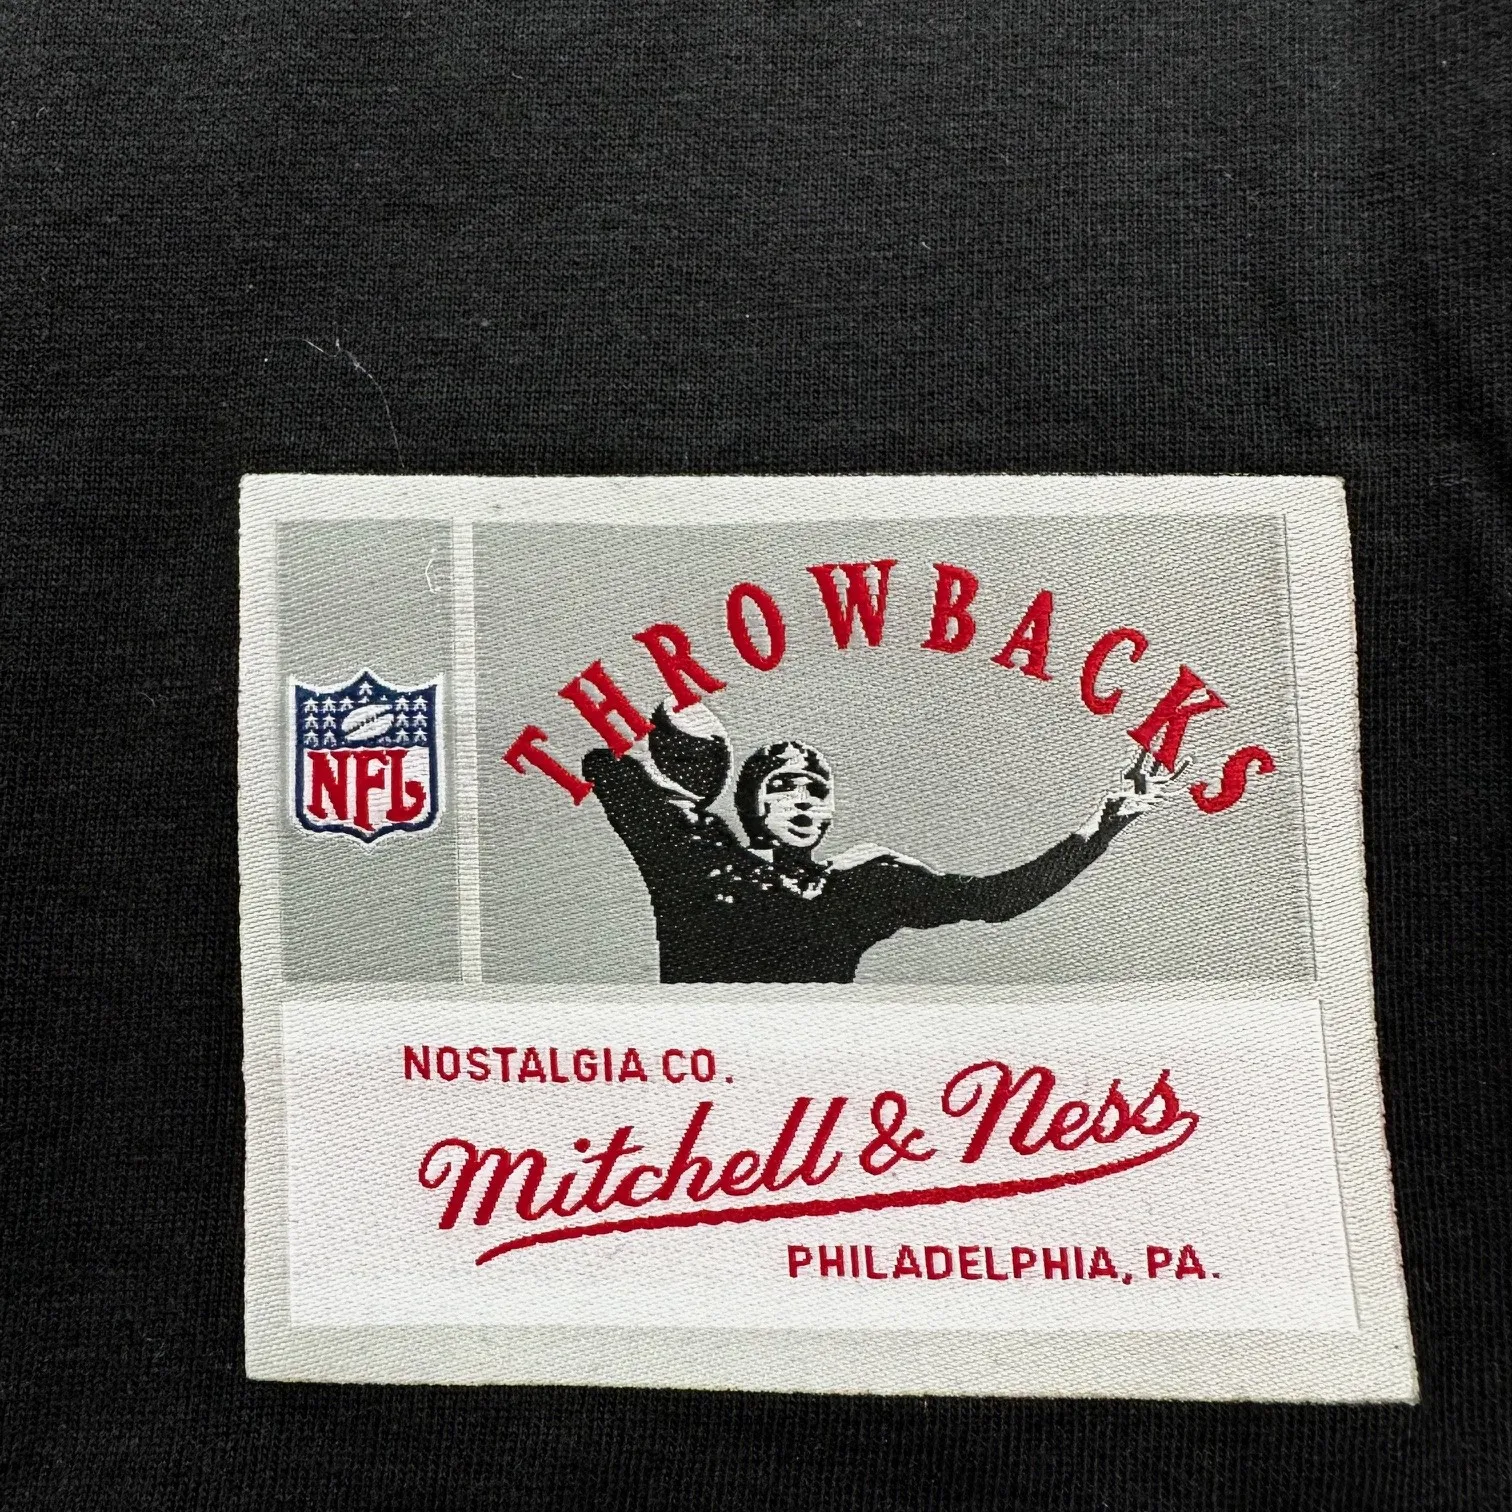 THROWBACKS
NFL
NOSTALGIA CO.
Mitchell & Ness
PHILADELPHIA, PA.